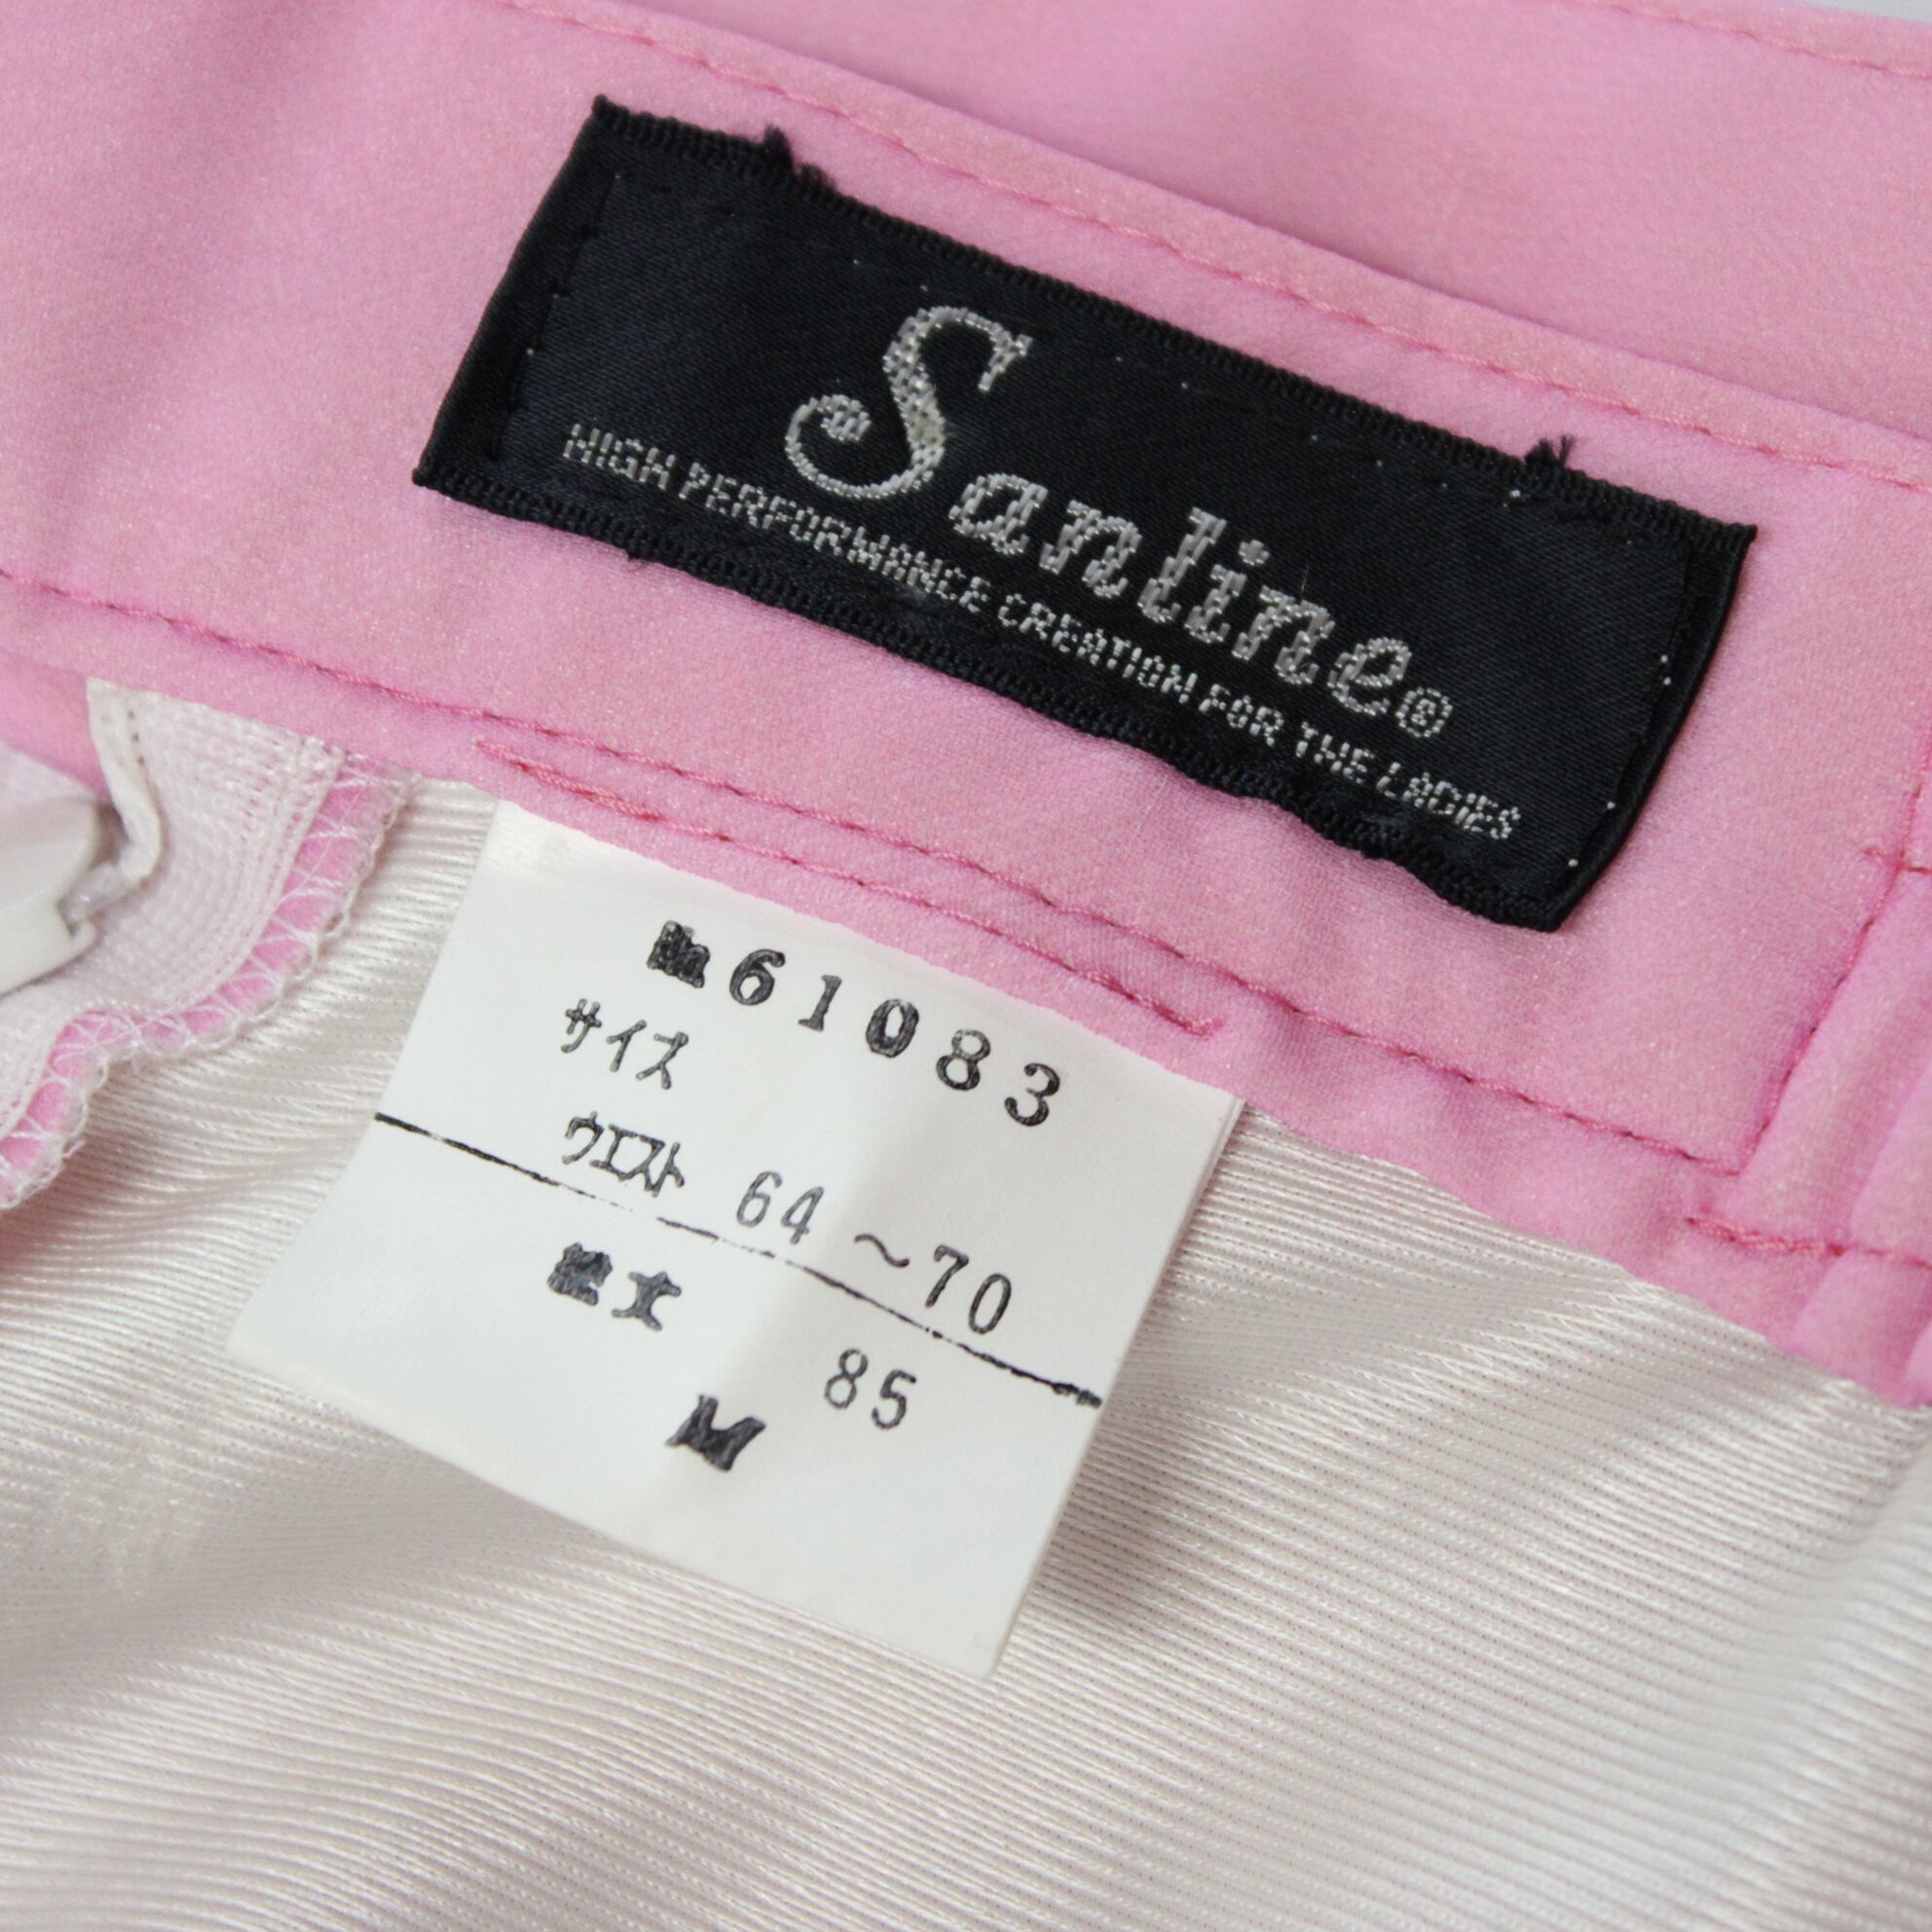 Sanline®
HIGH PERFORMANCE CREATION FOR THE LADIES
№61083
サイズ
ウエスト 64～70
総丈 85
M